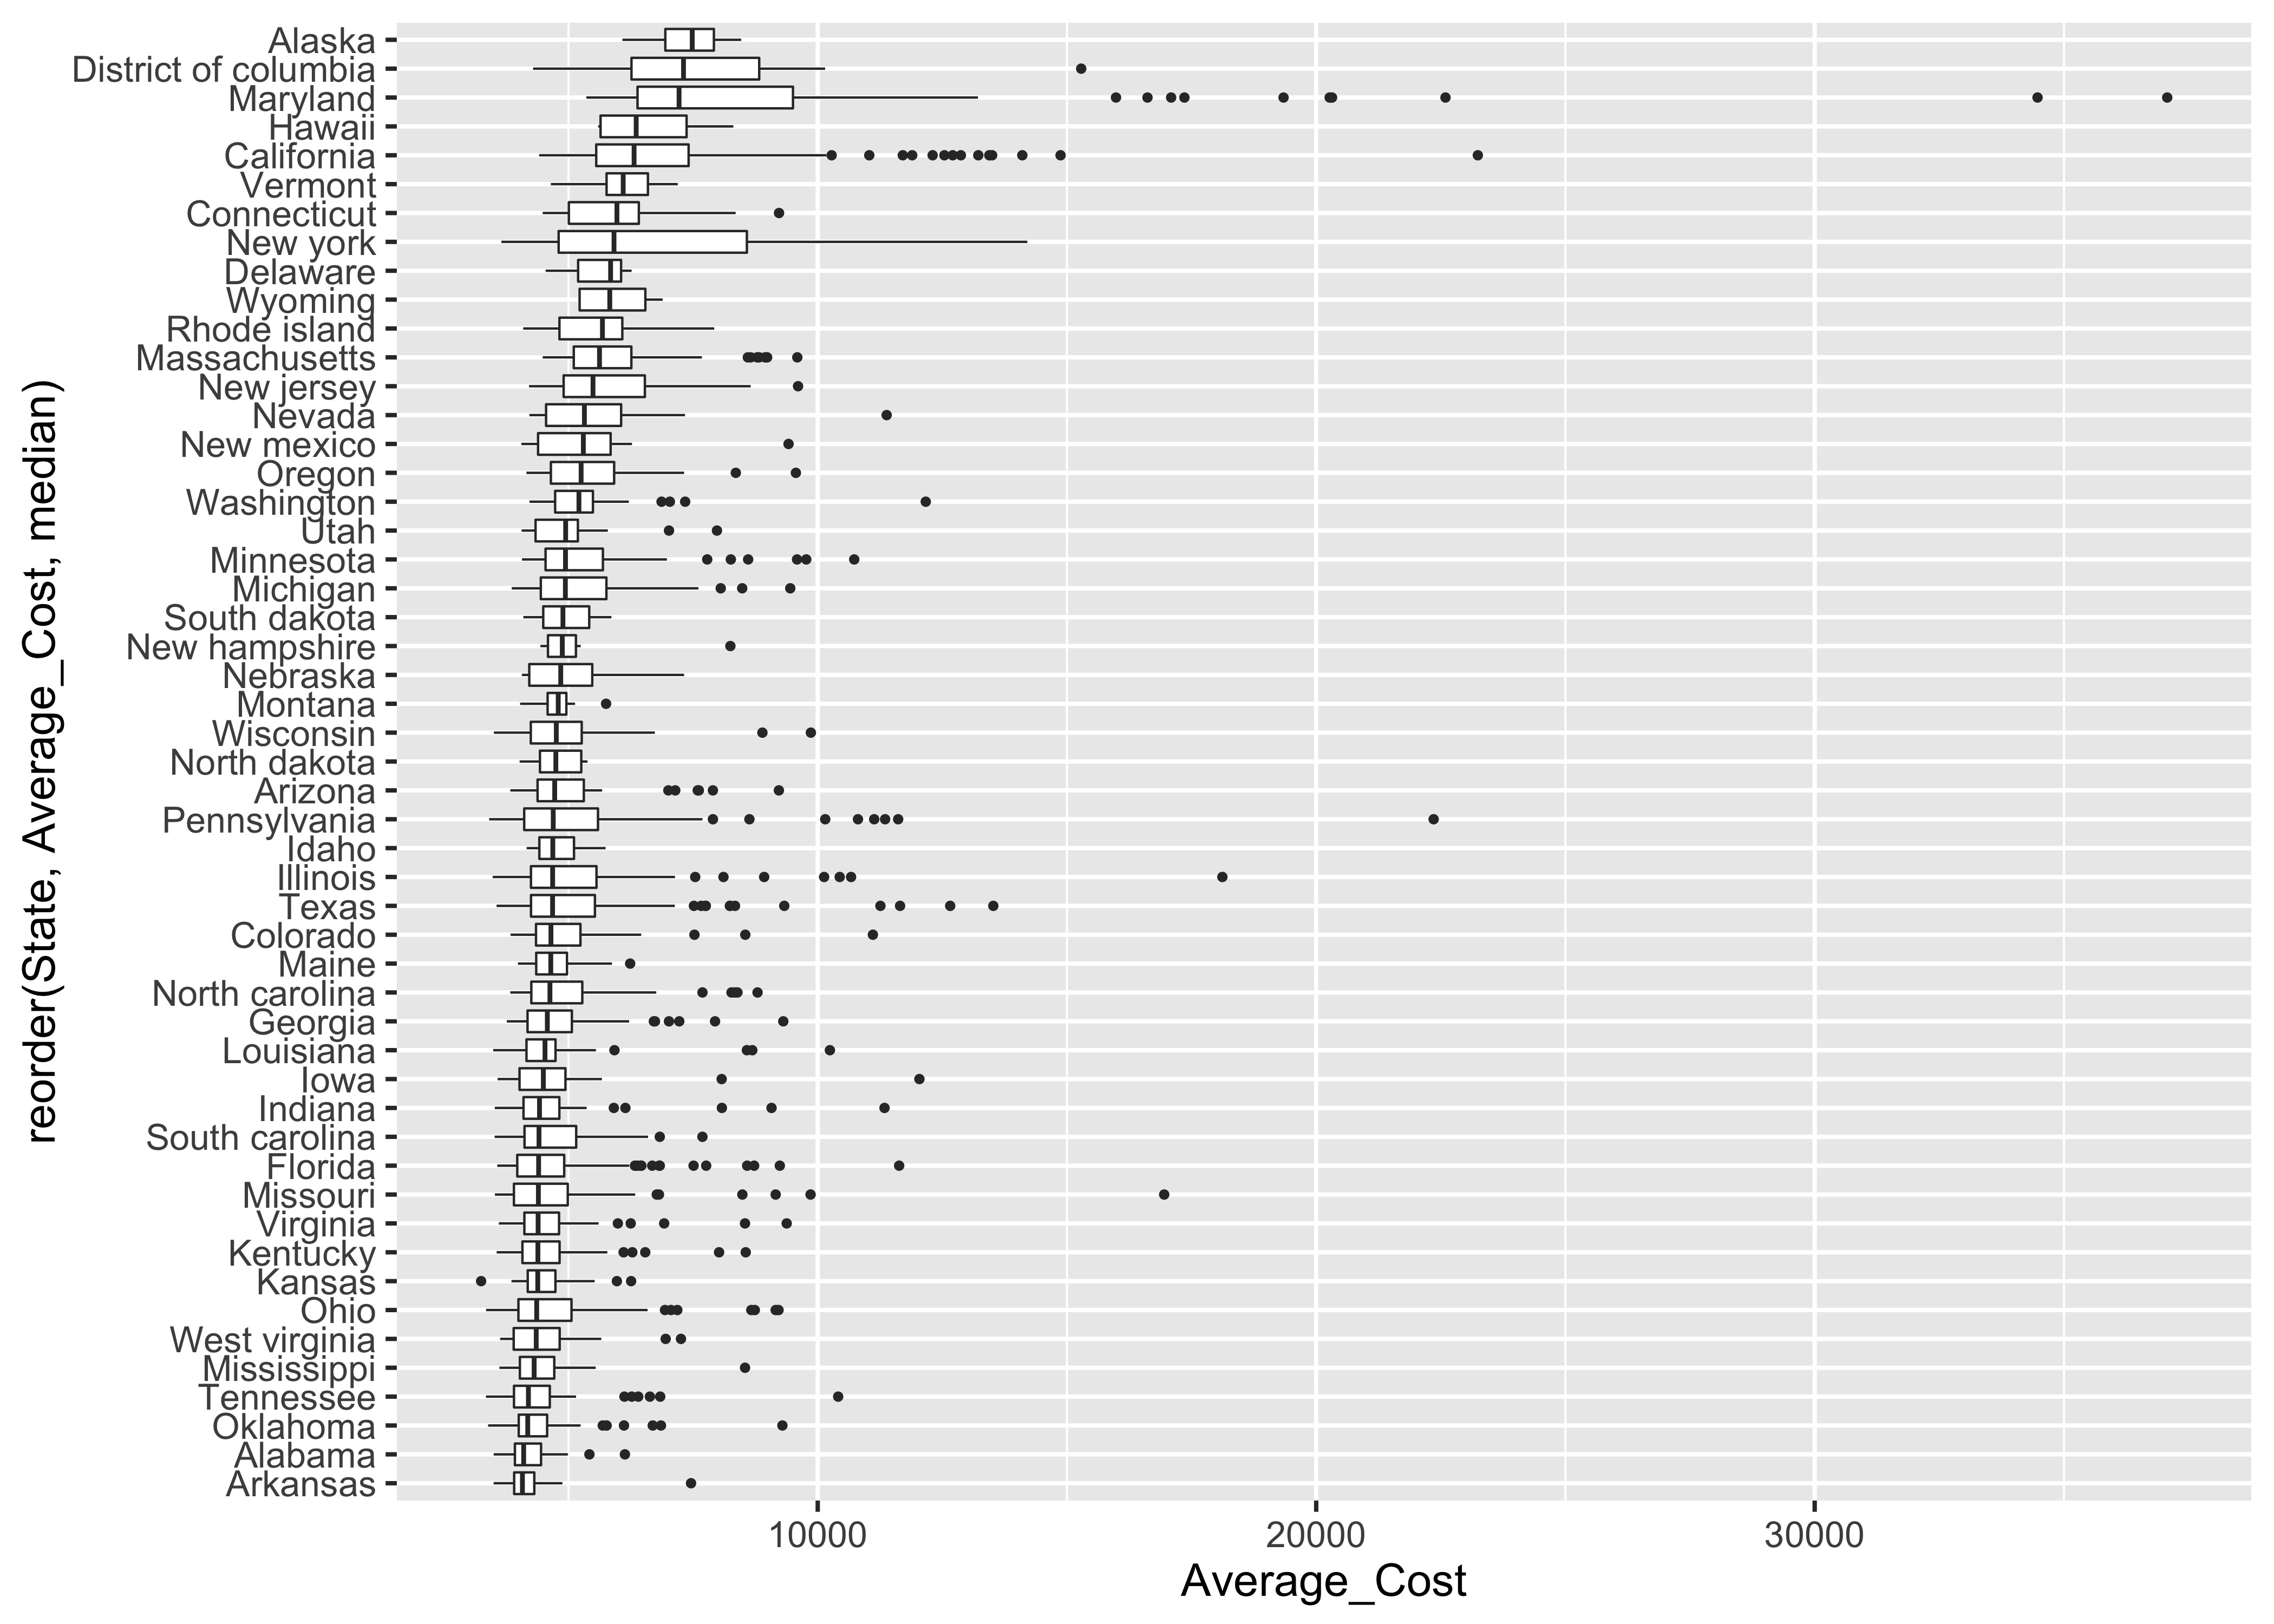 reorder(State, Average_Cost, median)
Alaska
District of columbia
Maryland
Hawaii
California
Vermont
Connecticut
New york
Delaware
Wyoming
Rhode island
Massachusetts
New jersey
Nevada
New mexico
Oregon
Washington
Utah
Minnesota
Michigan
South dakota
New hampshire
Nebraska
Montana
Wisconsin
North dakota
Arizona
Pennsylvania
Idaho
Illinois
Texas
Colorado
Maine
North carolina
Georgia
Louisiana
Iowa
Indiana
South carolina
Florida
Missouri
Virginia
Kentucky
Kansas
Ohio
West virginia
Mississippi
Tennessee
Oklahoma
Alabama
Arkansas
10000 20000 30000
Average_Cost